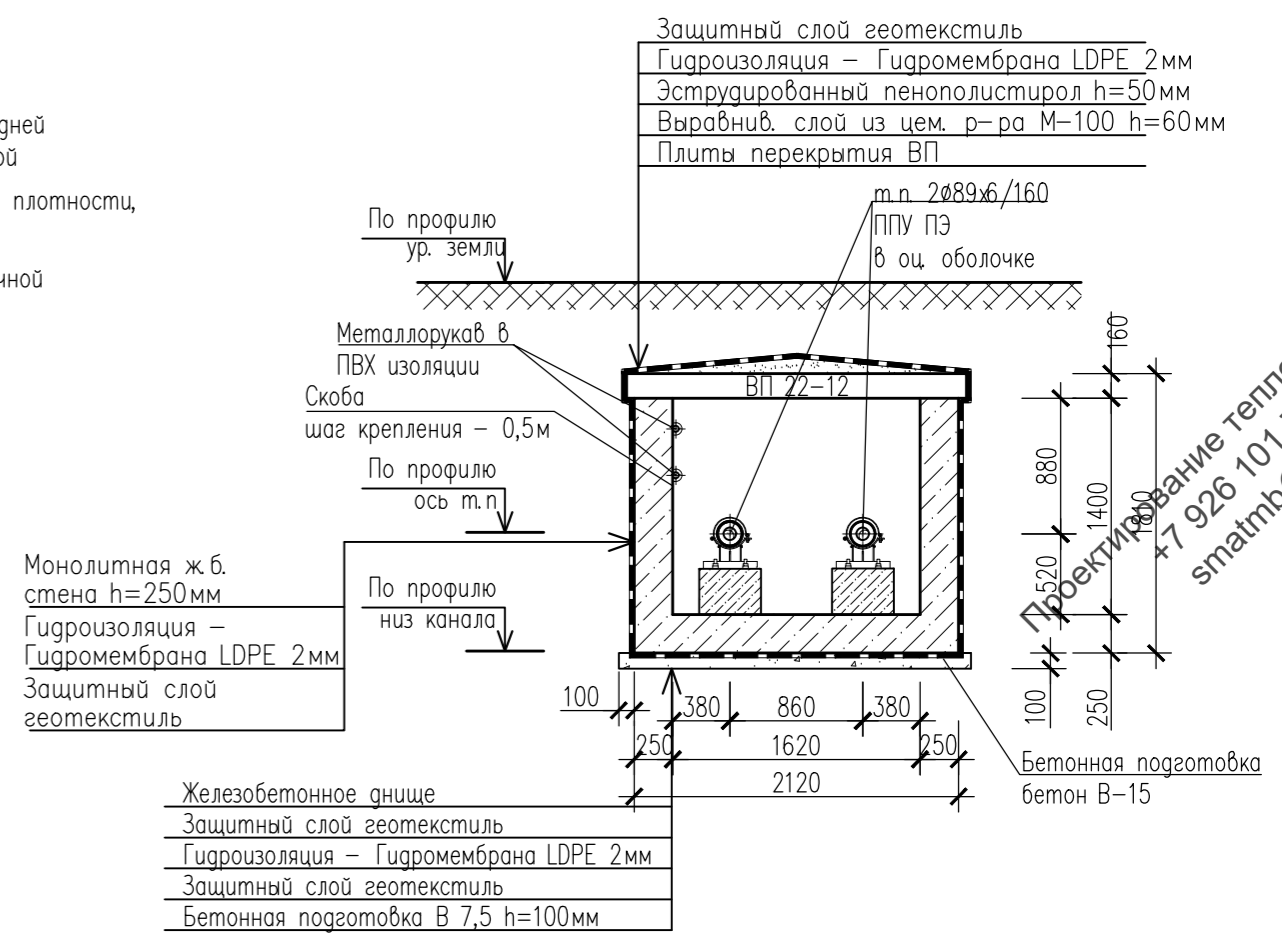 Защитный слой геотекстиль
Гидроизоляция – Гидромембрана LDPE 2мм
Эструдированный пенополистирол h=50мм
Выравнив. слой из цем. р-ра М-100 h=60мм
Плиты перекрытия ВП
плотности,
По профилю
ур. земли
т.п. 2ø89х6/160
ППУ ПЭ
в оц. оболочке
Металлорукав в
ПВХ изоляции
ВП 22-12
160
Скоба
шаг крепления – 0,5м
По профилю
ось т.п
880
1400
1810
Проектирование
+7 926 101
Монолитная ж.б.
стена h=250мм
Гидроизоляция –
Гидромембрана LDPE 2мм
Защитный слой
геотекстиль
По профилю
низ канала
520
100
250
100
380
860
380
250
1620
250
2120
Бетонная подготовка
бетон В-15
Железобетонное днище
Защитный слой геотекстиль
Гидроизоляция – Гидромембрана LDPE 2мм
Защитный слой геотекстиль
Бетонная подготовка В 7,5 h=100мм